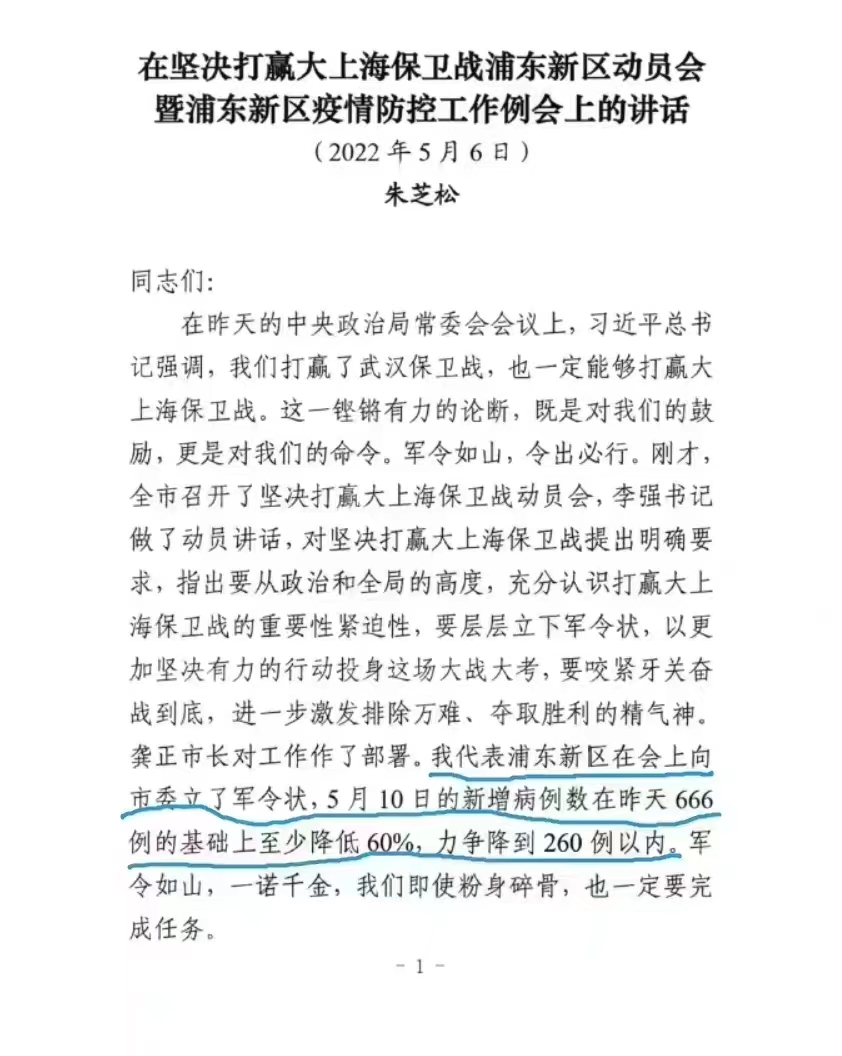 在坚决打赢大上海保卫战浦东新区动员会
暨浦东新区疫情防控工作例会上的讲话
（2022 年 5 月 6 日）
朱芝松
同志们：
在昨天的中央政治局常委会会议上，习近平总书
记强调，我们打赢了武汉保卫战，也一定能够打赢大
上海保卫战。这一铿锵有力的论断，既是对我们的鼓
励，更是对我们的命令。军令如山，令出必行。刚才，
全市召开了坚决打赢大上海保卫战动员会，李强书记
做了动员讲话，对坚决打赢大上海保卫战提出明确要
求，指出要从政治和全局的高度，充分认识打赢大上
海保卫战的重要性紧迫性，要层层立下军令状，以更
加坚决有力的行动投身这场大战大考，要咬紧牙关奋
战到底，进一步激发排除万难、夺取胜利的精气神。
龚正市长对工作作了部署。我代表浦东新区在会上向
市委立了军令状，5 月 10 日的新增病例数在昨天 666
例的基础上至少降低 60%，力争降到 260 例以内。军
令如山，一诺千金，我们即使粉身碎骨，也一定要完
成任务。
- 1 -